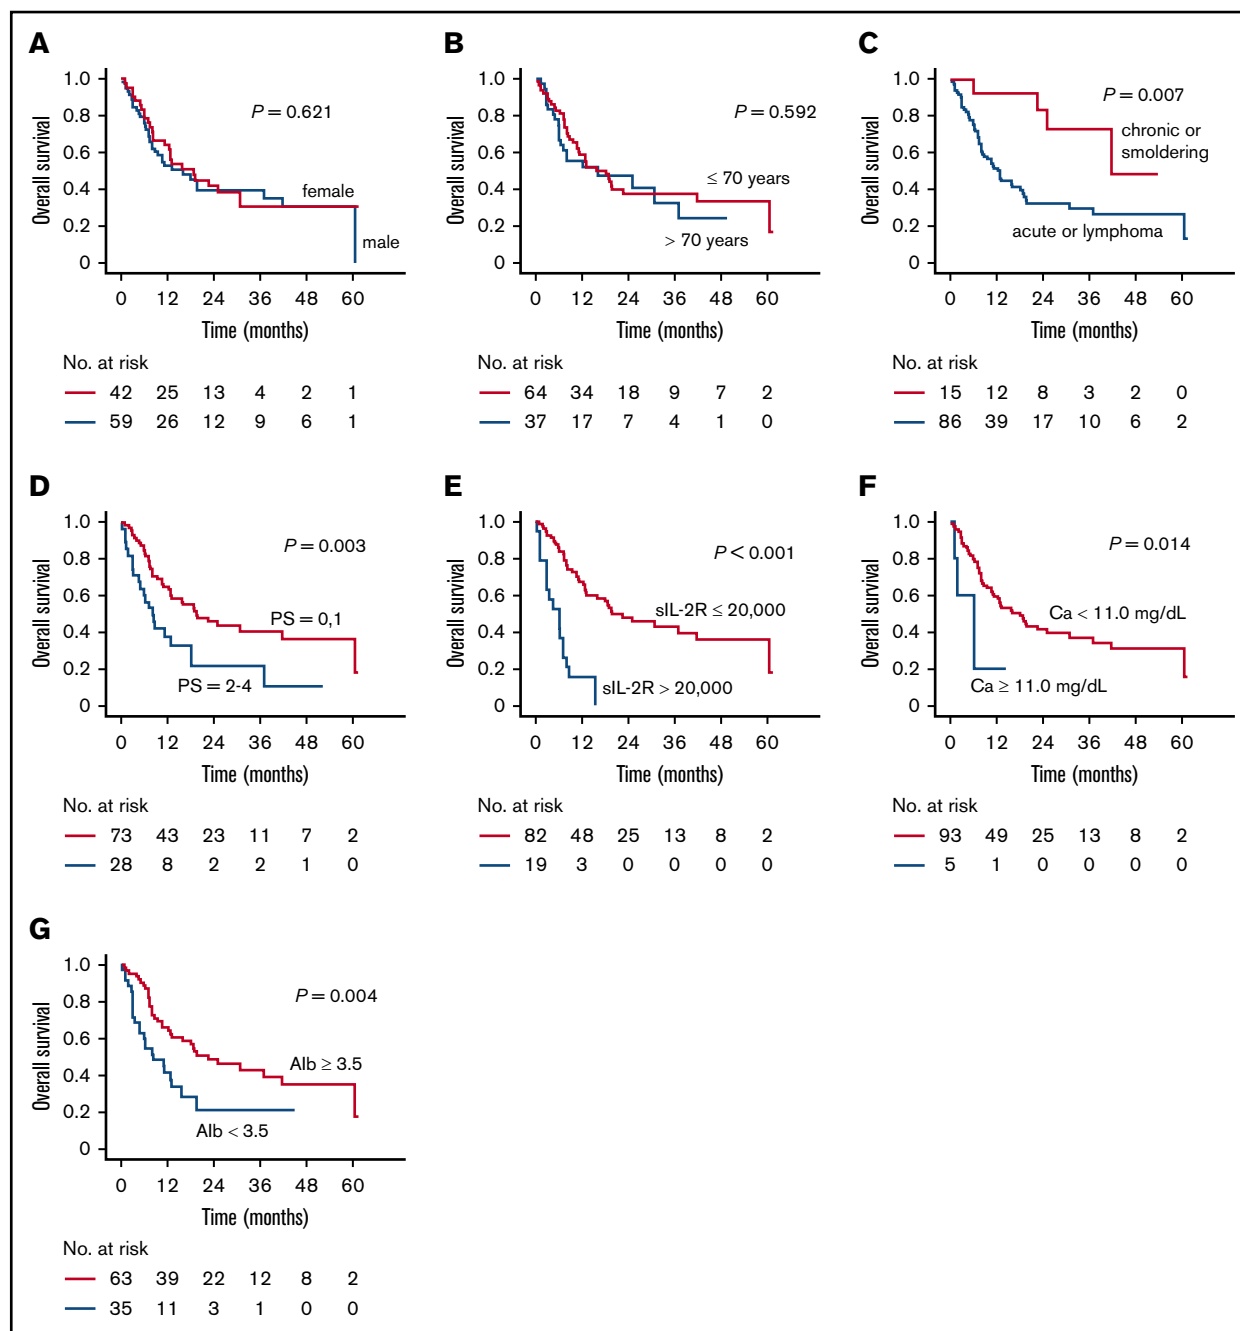 A
Overall survival
1.0
0.8
0.6
0.4
0.2
0
P = 0.621
female
male
0 12 24 36 48 60
Time (months)
No. at risk
42 25 13 4 2 1
59 26 12 9 6 1
B
Overall survival
1.0
0.8
0.6
0.4
0.2
0
P = 0.592
≤ 70 years
> 70 years
0 12 24 36 48 60
Time (months)
No. at risk
64 34 18 9 7 2
37 17 7 4 1 0
C
Overall survival
1.0
0.8
0.6
0.4
0.2
0
P = 0.007
chronic or
smoldering
acute or lymphoma
0 12 24 36 48 60
Time (months)
No. at risk
15 12 8 3 2 0
86 39 17 10 6 2
D
Overall survival
1.0
0.8
0.6
0.4
0.2
0
P = 0.003
PS = 0,1
PS = 2-4
0 12 24 36 48 60
Time (months)
No. at risk
73 43 23 11 7 2
28 8 2 2 1 0
E
Overall survival
1.0
0.8
0.6
0.4
0.2
0
P < 0.001
sIL-2R ≤ 20,000
sIL-2R > 20,000
0 12 24 36 48 60
Time (months)
No. at risk
82 48 25 13 8 2
19 3 0 0 0 0
F
Overall survival
1.0
0.8
0.6
0.4
0.2
0
P = 0.014
Ca < 11.0 mg/dL
Ca ≥ 11.0 mg/dL
0 12 24 36 48 60
Time (months)
No. at risk
93 49 25 13 8 2
5 1 0 0 0 0
G
Overall survival
1.0
0.8
0.6
0.4
0.2
0
P = 0.004
Alb ≥ 3.5
Alb < 3.5
0 12 24 36 48 60
Time (months)
No. at risk
63 39 22 12 8 2
35 11 3 1 0 0